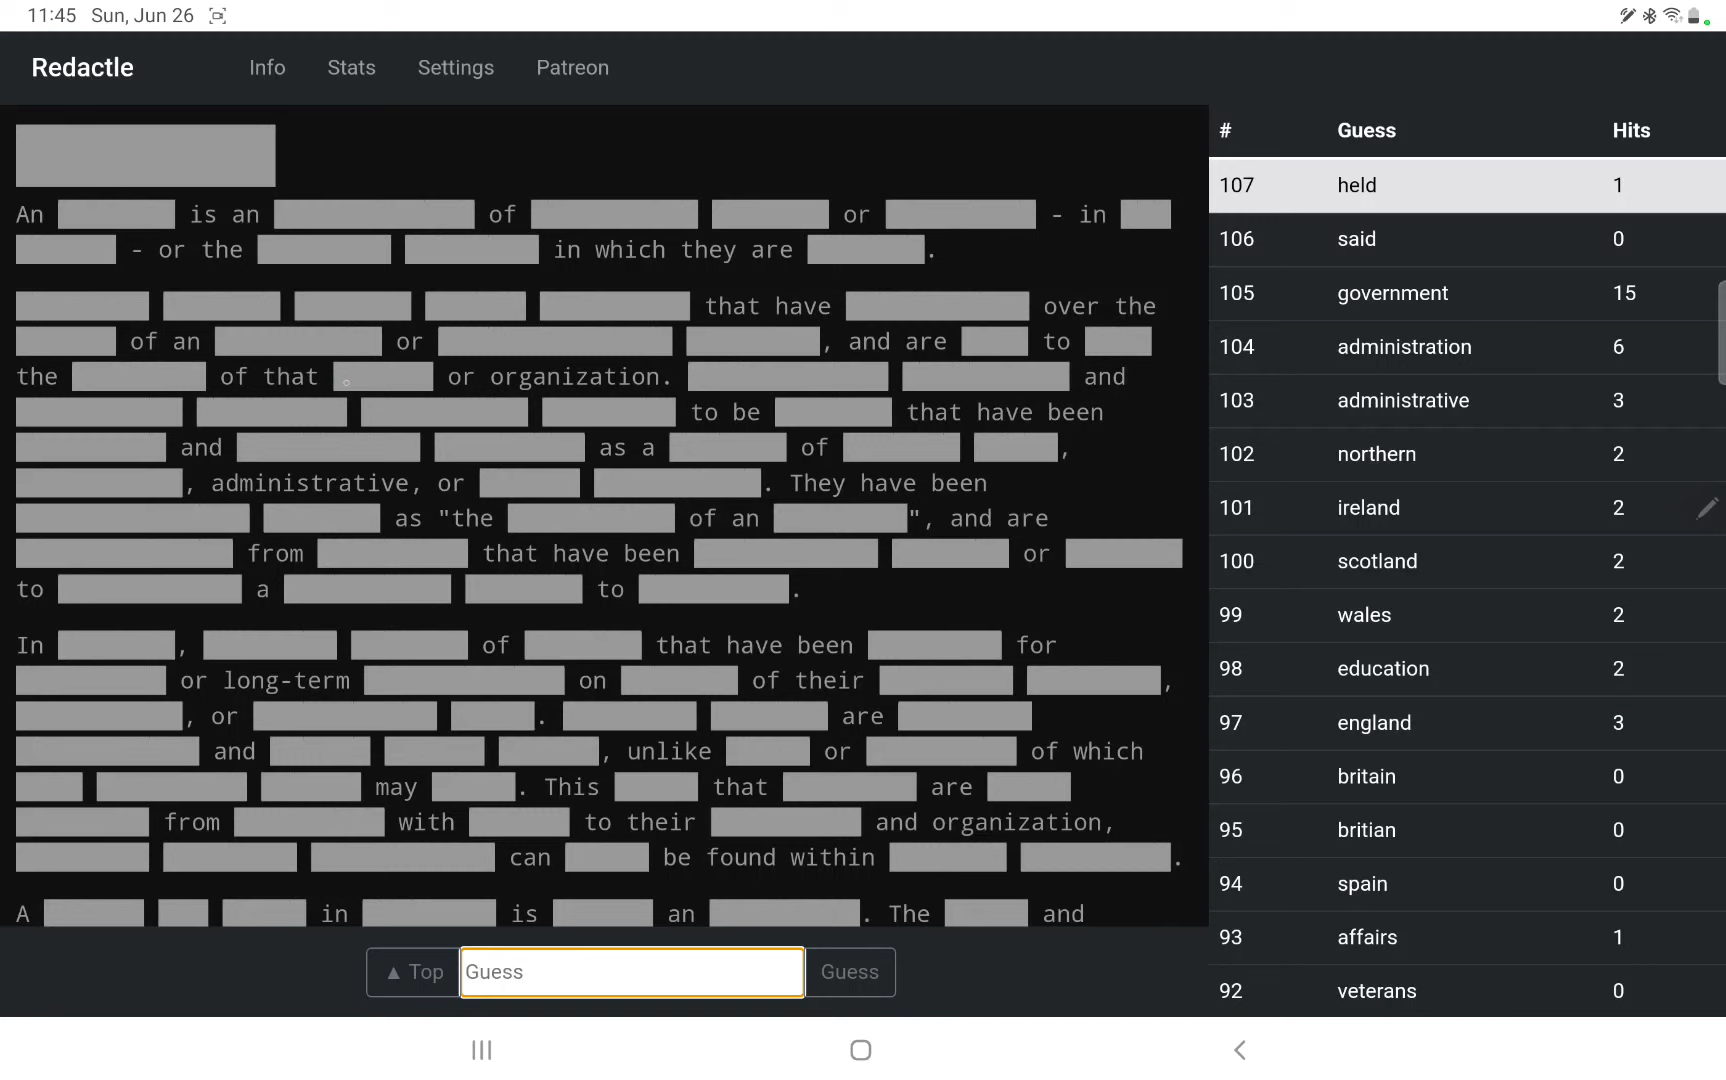 11:45 Sun, Jun 26
Redactle Info Stats Settings Patreon
An is an of or - in
- or the in which they are .
that have over the
of an or , and are to
the of that or organization. and
to be that have been
and as a of ,
, administrative, or . They have been
as "the of an ", and are
from that have been or
to a to .
In , of that have been for
or long-term on of their ,
, or . are
and , unlike or of which
may . This that are
from with to their and organization,
can be found within .
A in is an . The and
▲ Top Guess Guess
# Guess Hits
107 held 1
106 said 0
105 government 15
104 administration 6
103 administrative 3
102 northern 2
101 ireland 2
100 scotland 2
99 wales 2
98 education 2
97 england 3
96 britain 0
95 britian 0
94 spain 0
93 affairs 1
92 veterans 0